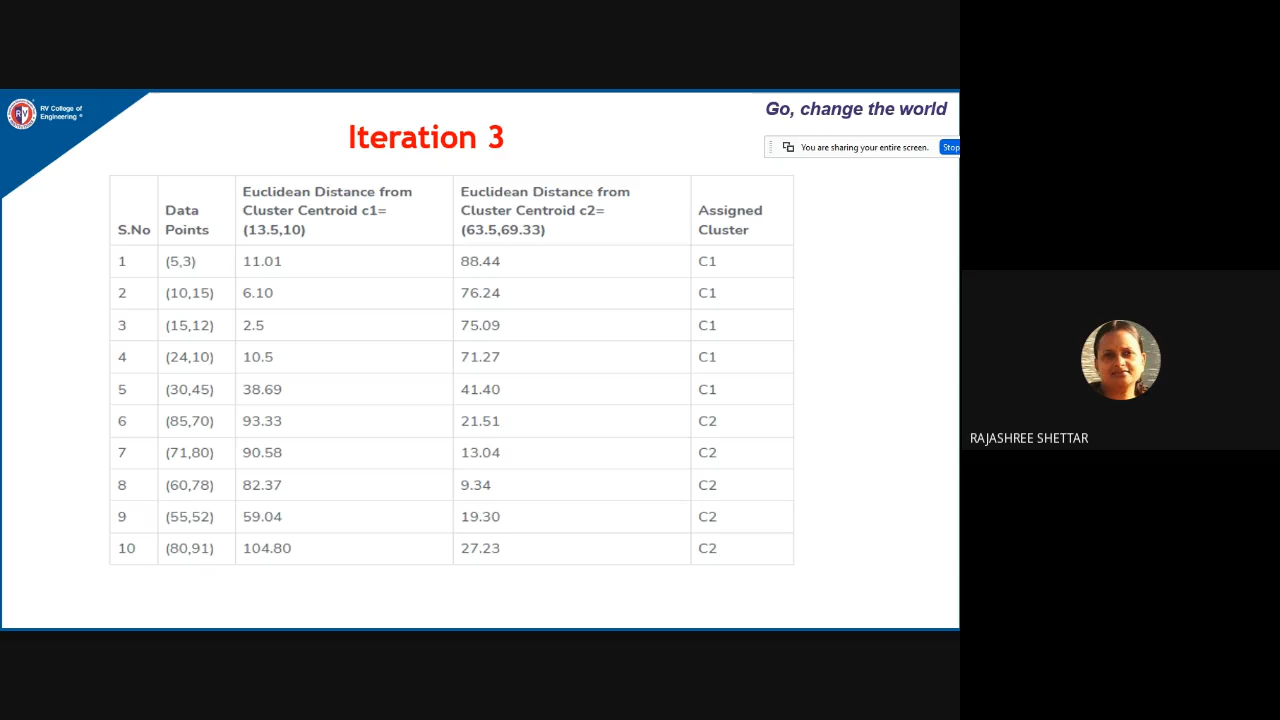 RV College of
Engineering
Go, change the world
Iteration 3
You are sharing your entire screen.
Stop
S.No Data Points Euclidean Distance from Cluster Centroid c1= (13.5,10) Euclidean Distance from Cluster Centroid c2= (63.5,69.33) Assigned Cluster
1 (5,3) 11.01 88.44 C1
2 (10,15) 6.10 76.24 C1
3 (15,12) 2.5 75.09 C1
4 (24,10) 10.5 71.27 C1
5 (30,45) 38.69 41.40 C1
6 (85,70) 93.33 21.51 C2
7 (71,80) 90.58 13.04 C2
8 (60,78) 82.37 9.34 C2
9 (55,52) 59.04 19.30 C2
10 (80,91) 104.80 27.23 C2
RAJASHREE SHETTAR